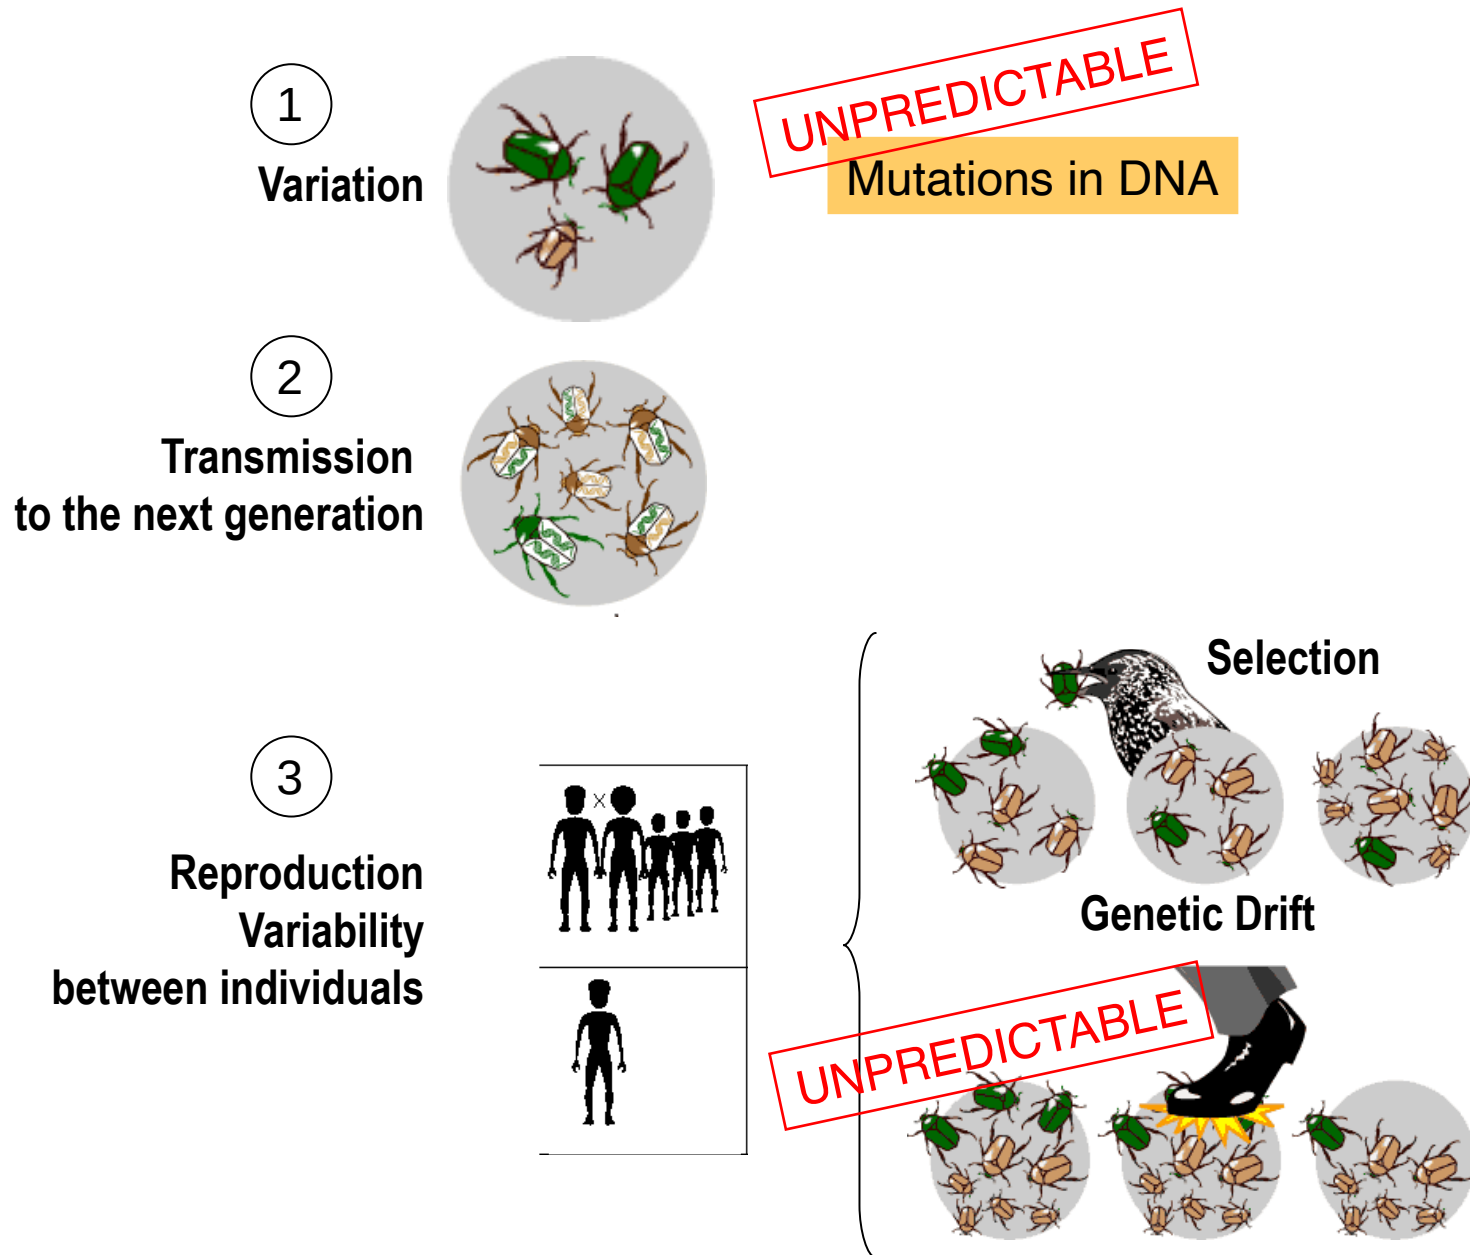 1
Variation
UNPREDICTABLE
Mutations in DNA
2
Transmission
to the next generation
3
Reproduction
Variability
between individuals
x
Selection
Genetic Drift
UNPREDICTABLE